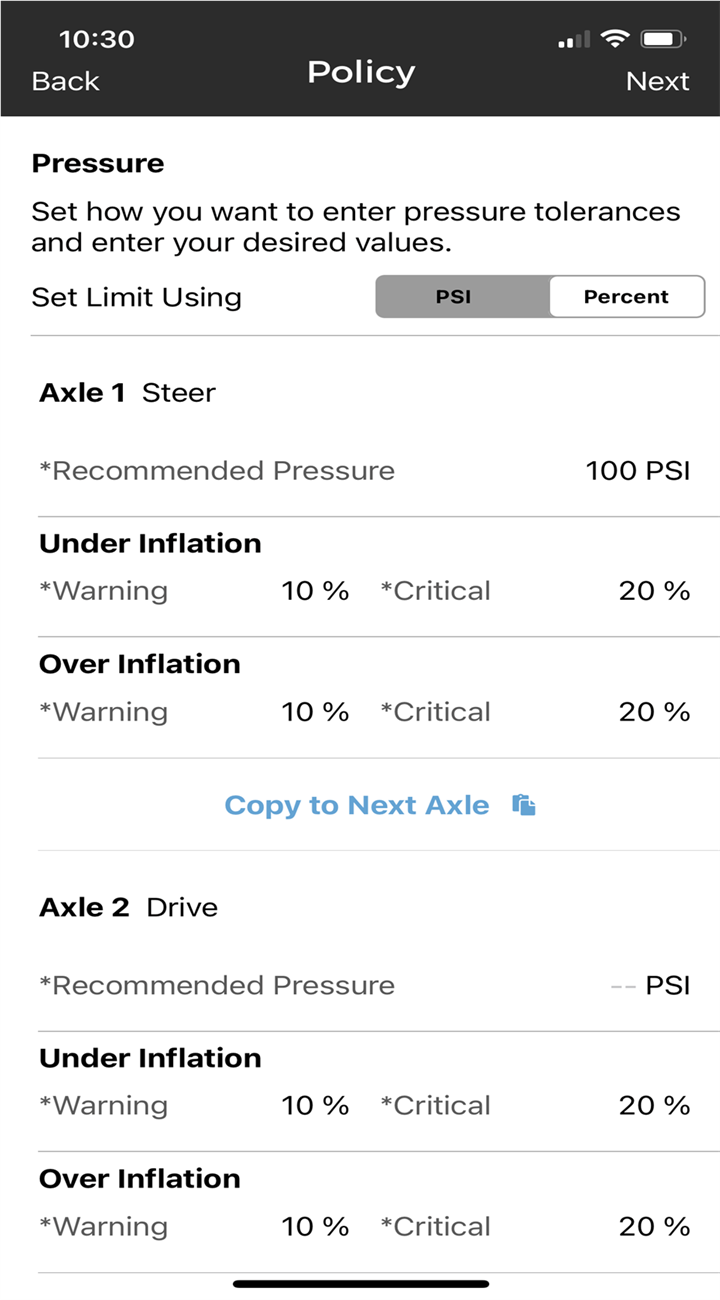 10:30
Back Policy Next
Pressure
Set how you want to enter pressure tolerances
and enter your desired values.
Set Limit Using PSI Percent
Axle 1 Steer
*Recommended Pressure 100 PSI
Under Inflation
*Warning 10 % *Critical 20 %
Over Inflation
*Warning 10 % *Critical 20 %
Copy to Next Axle
Axle 2 Drive
*Recommended Pressure -- PSI
Under Inflation
*Warning 10 % *Critical 20 %
Over Inflation
*Warning 10 % *Critical 20 %